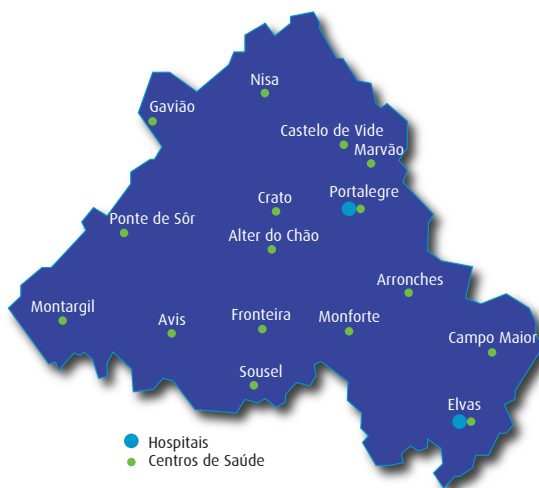 Nisa
Gavião
Castelo de Vide
Marvão
Portalegre
Crato
Ponte de Sôr
Alter do Chão
Arronches
Montargil
Avis
Fronteira
Monforte
Campo Maior
Sousel
Elvas
Hospitais
Centros de Saúde